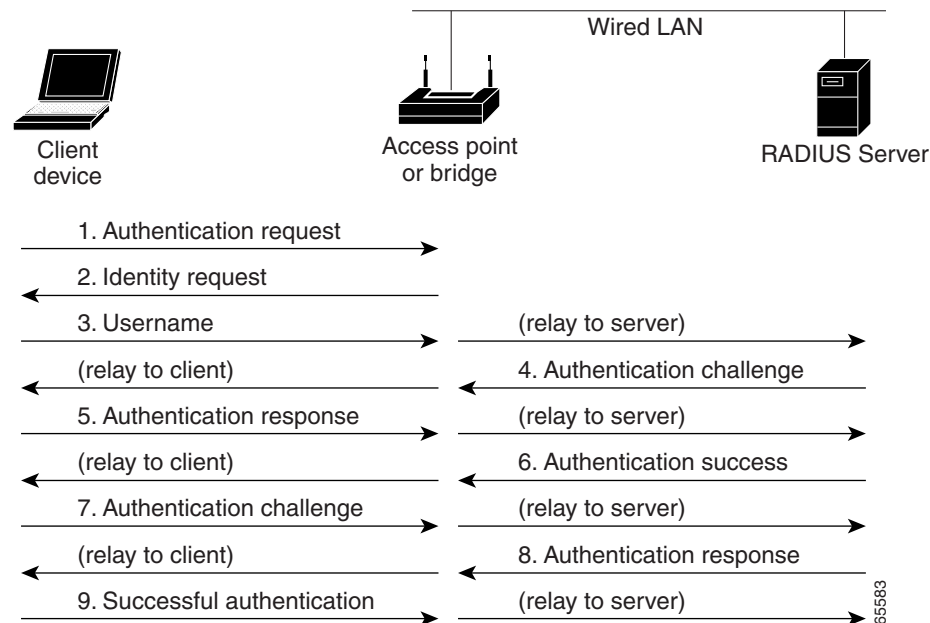 Wired LAN
Client
device
Access point
or bridge
RADIUS Server
1. Authentication request
2. Identity request
3. Username
(relay to server)
(relay to client)
4. Authentication challenge
5. Authentication response
(relay to server)
(relay to client)
6. Authentication success
7. Authentication challenge
(relay to server)
(relay to client)
8. Authentication response
9. Successful authentication
(relay to server)
65583